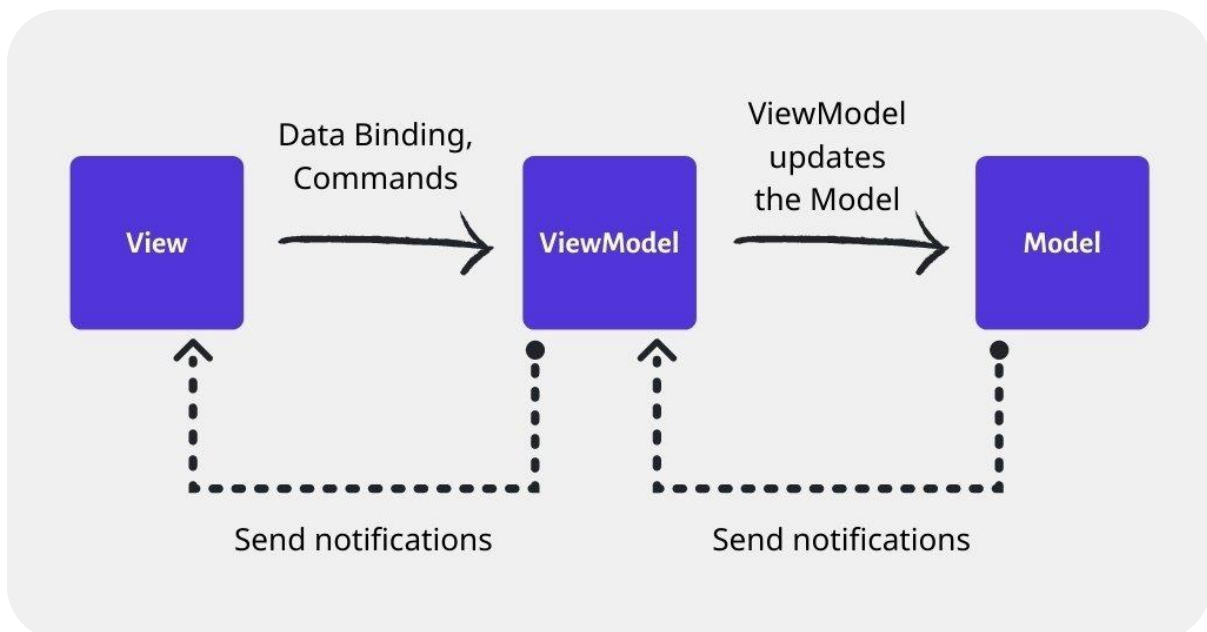 View
Data Binding,
Commands
ViewModel
ViewModel
updates
the Model
Model
Send notifications
Send notifications